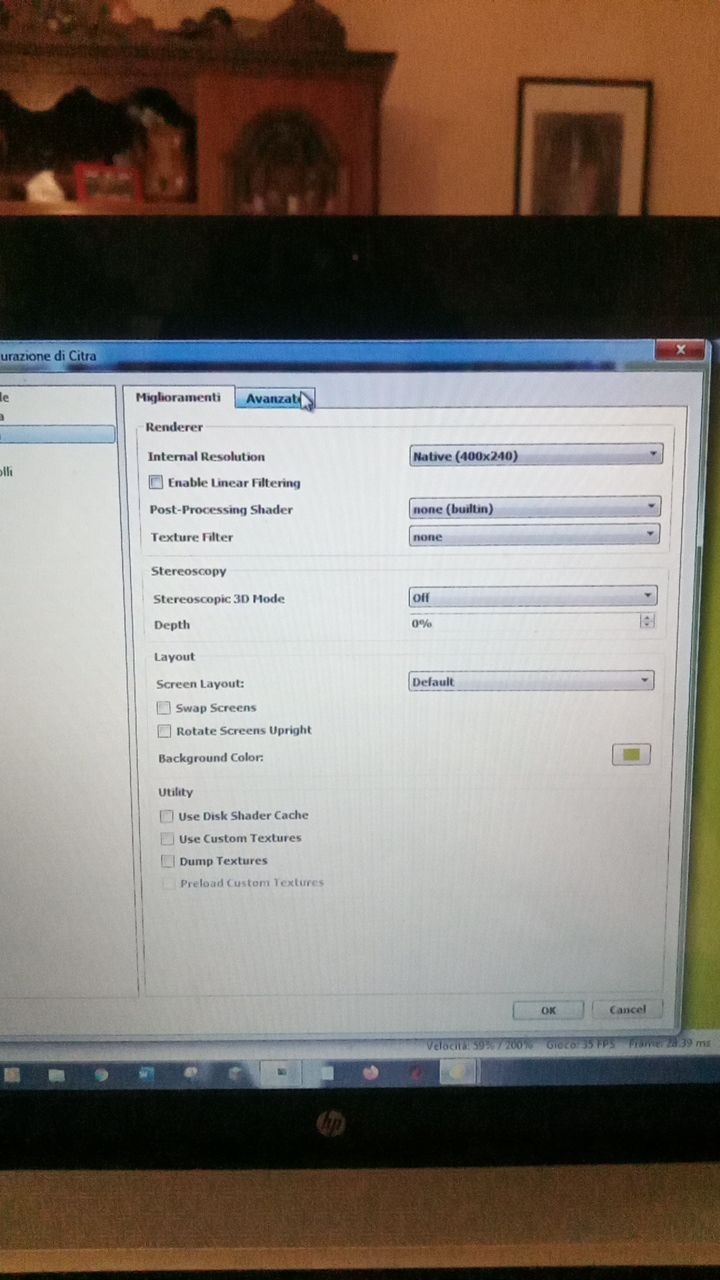 urazione di Citra
le
a
olli
Miglioramenti
Avanzat
Renderer
Internal Resolution
Native (400x240)
Enable Linear Filtering
Post-Processing Shader
none (builtin)
Texture Filter
none
Stereoscopy
Stereoscopic 3D Mode
Off
Depth
0%
Layout
Screen Layout:
Default
Swap Screens
Rotate Screens Upright
Background Color:
Utility
Use Disk Shader Cache
Use Custom Textures
Dump Textures
Preload Custom Textures
OK
Cancel
Velocità: 59% / 200%
Gioco: 35 FPS
Frame: 28.39 ms
hp